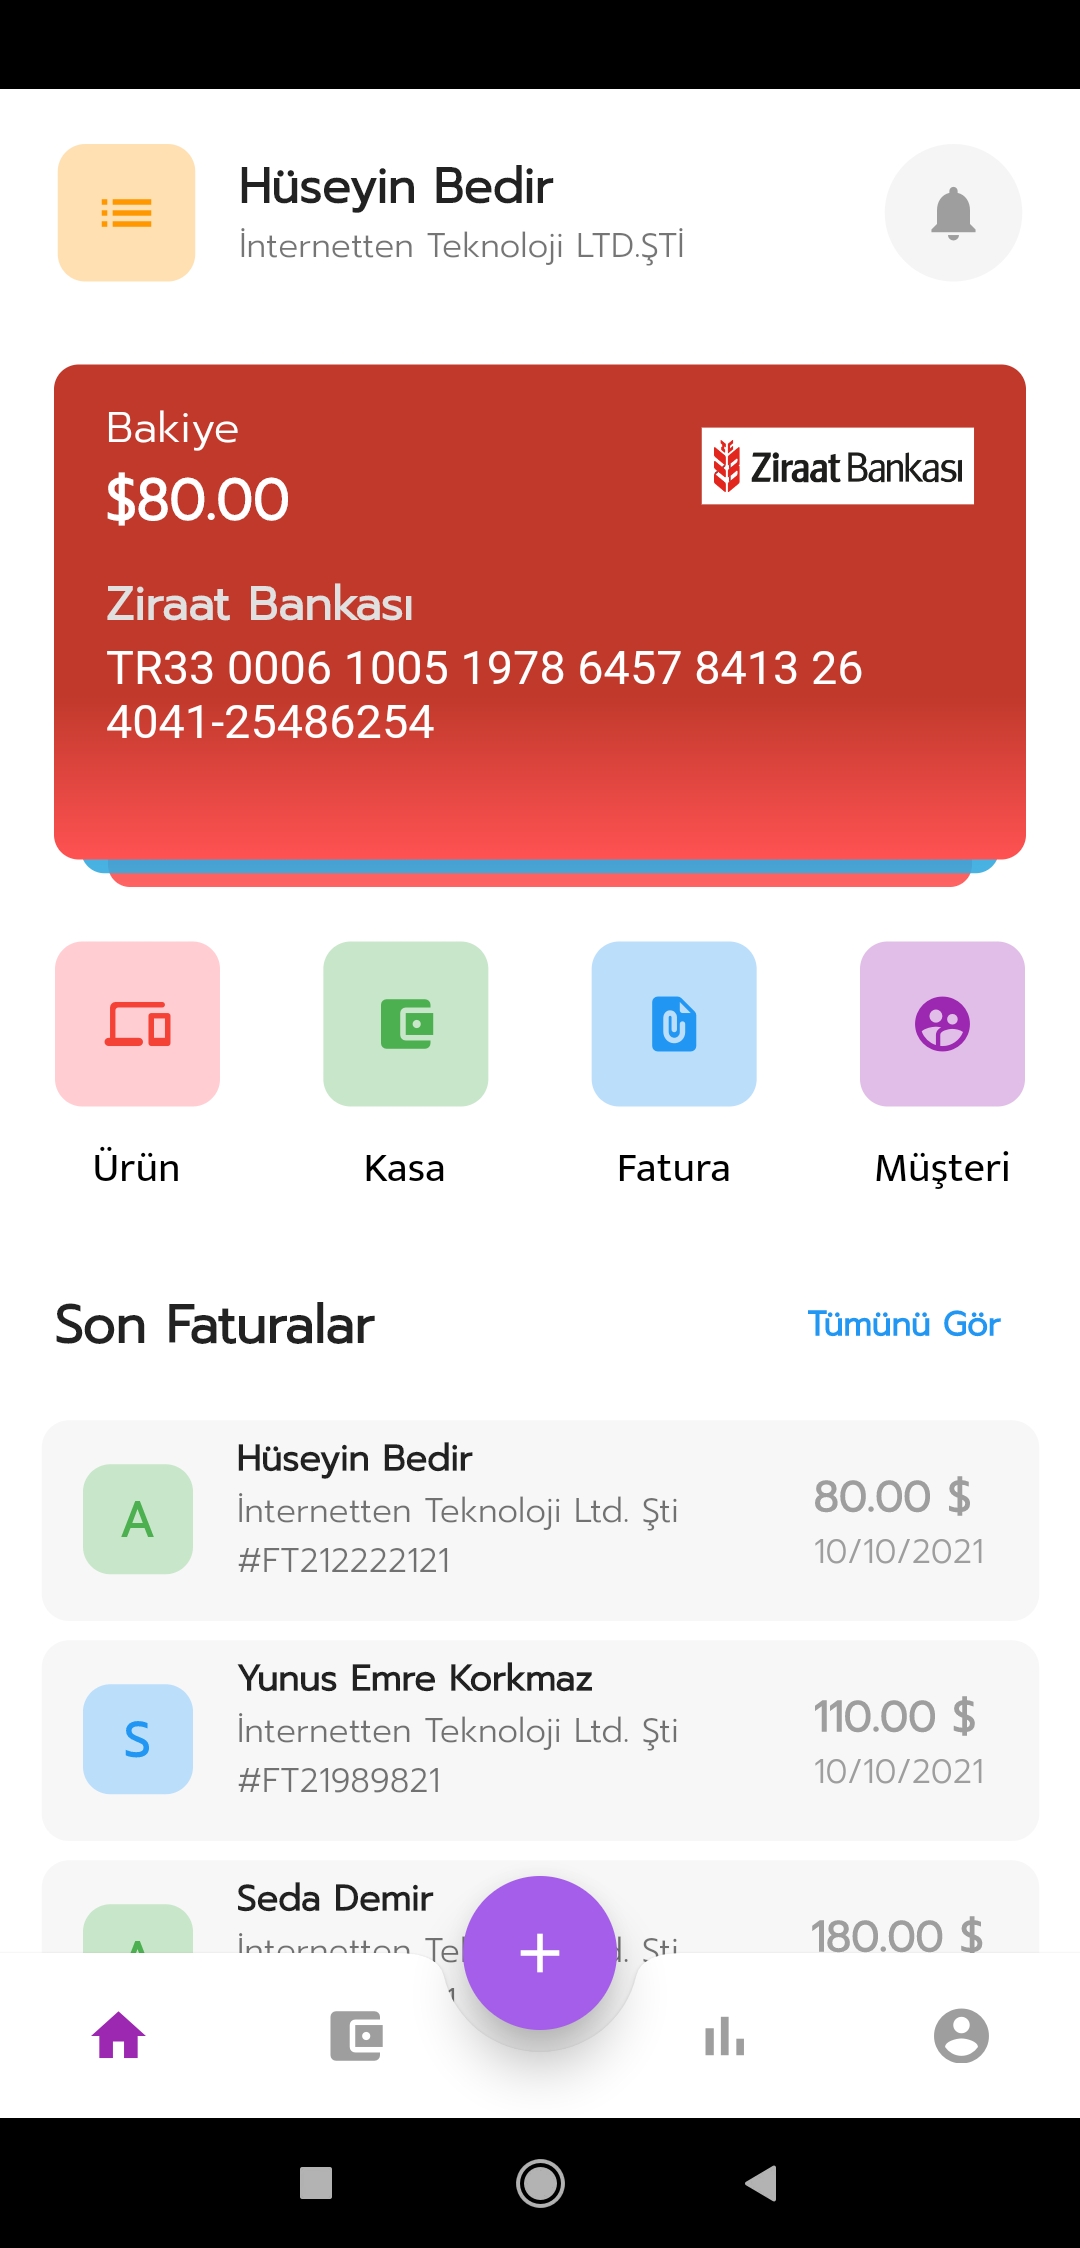 Hüseyin Bedir
İnternetten Teknoloji LTD.ŞTİ
Bakiye
$80.00
Ziraat Bankası
Ziraat Bankası
TR33 0006 1005 1978 6457 8413 26
4041-25486254
Ürün
Kasa
Fatura
Müşteri
Son Faturalar
Tümünü Gör
A
Hüseyin Bedir
İnternetten Teknoloji Ltd. Şti
#FT212222121
80.00 $
10/10/2021
S
Yunus Emre Korkmaz
İnternetten Teknoloji Ltd. Şti
#FT21989821
110.00 $
10/10/2021
A
Seda Demir
İnternetten
Şti
180.00 $